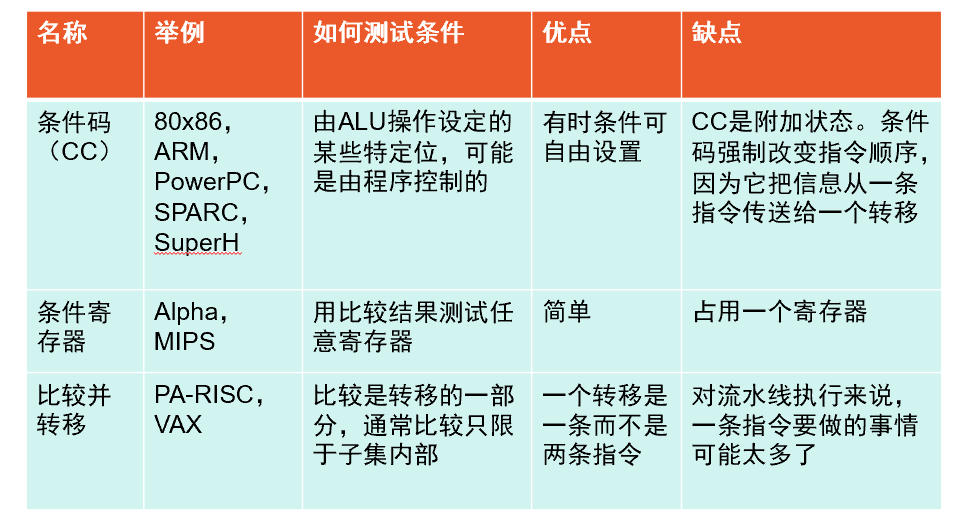 名称
举例
如何测试条件
优点
缺点
条件码
（CC）
80x86，
ARM，
PowerPC，
SPARC，
SuperH
由ALU操作设定的
某些特定位，可能
是由程序控制的
有时条件可
自由设置
CC是附加状态。条件
码强制改变指令顺序，
因为它把信息从一条
指令传送给一个转移
条件寄
存器
Alpha，
MIPS
用比较结果测试任
意寄存器
简单
占用一个寄存器
比较并
转移
PA-RISC，
VAX
比较是转移的一部
分，通常比较只限
于子集内部
一个转移是
一条而不是
两条指令
对流水线执行来说，
一条指令要做的事情
可能太多了